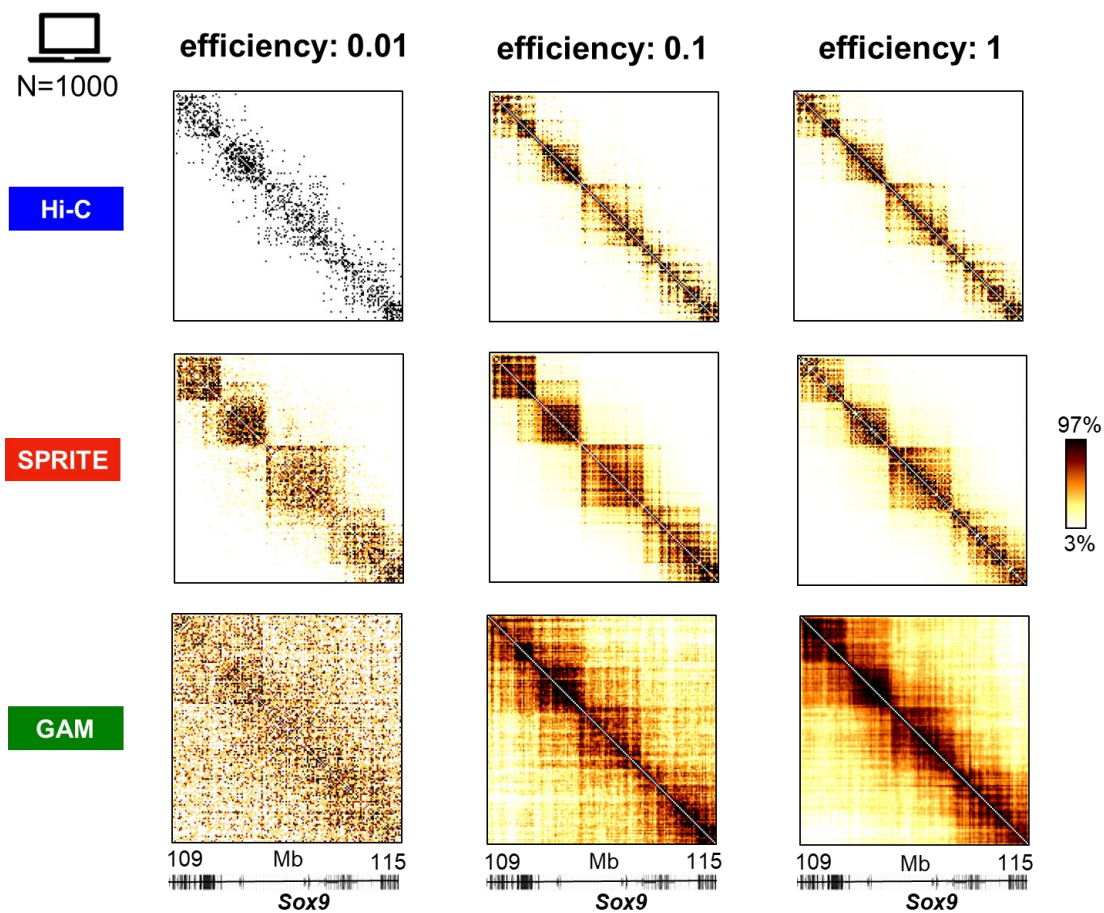 efficiency: 0.01 efficiency: 0.1 efficiency: 1
N=1000
Hi-C
SPRITE
97%
3%
GAM
109 Mb 115 109 Mb 115 109 Mb 115
Sox9 Sox9 Sox9